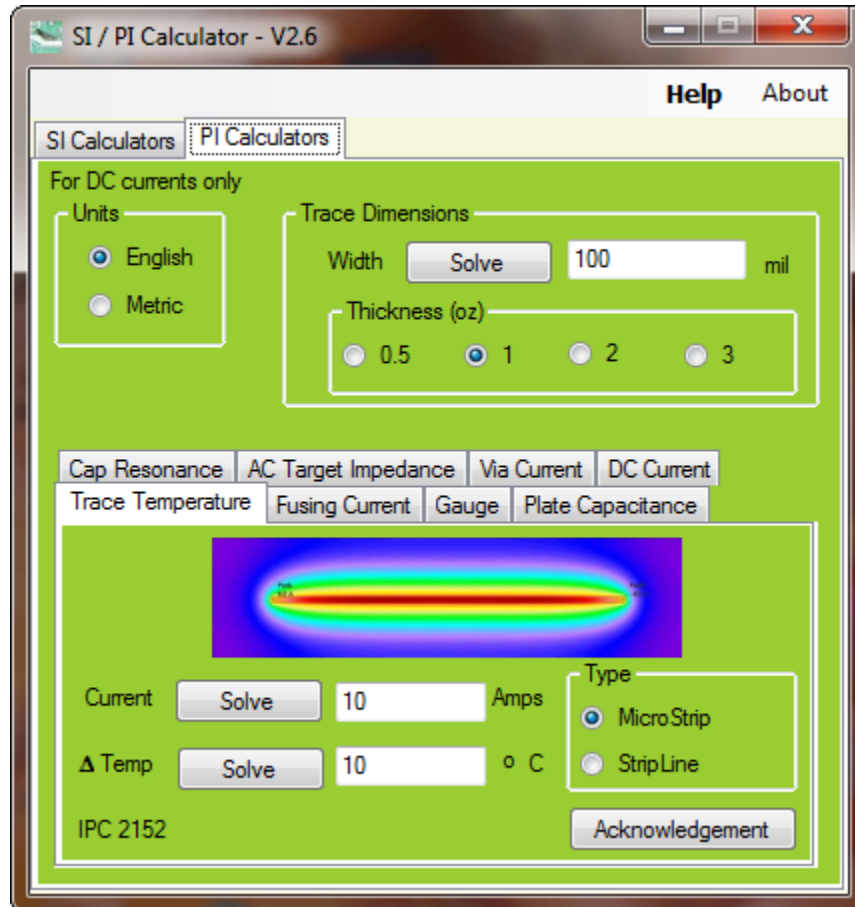 SI / PI Calculator - V2.6
Help About
SI Calculators PI Calculators
For DC currents only
Units
English
Metric
Trace Dimensions
Width Solve 100 mil
Thickness (oz)
0.5 1 2 3
Cap Resonance AC Target Impedance Via Current DC Current
Trace Temperature Fusing Current Gauge Plate Capacitance
Current Solve 10 Amps
Δ Temp Solve 10 o C
Type
MicroStrip
StripLine
IPC 2152
Acknowledgement